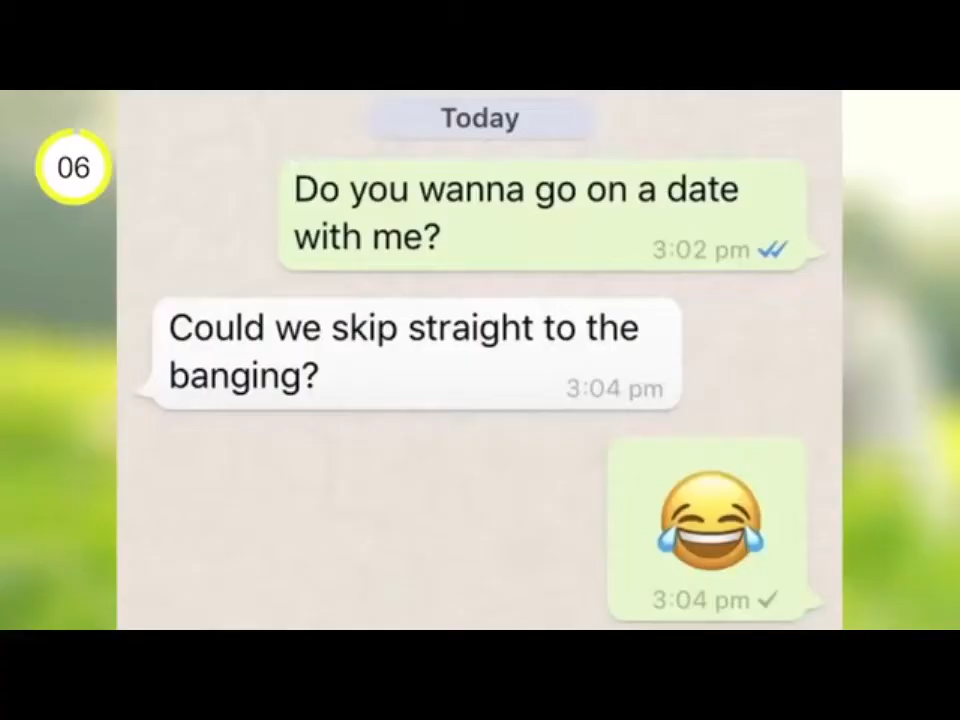 Today
06
Do you wanna go on a date
with me?
3:02 pm
Could we skip straight to the
banging?
3:04 pm
😂
3:04 pm